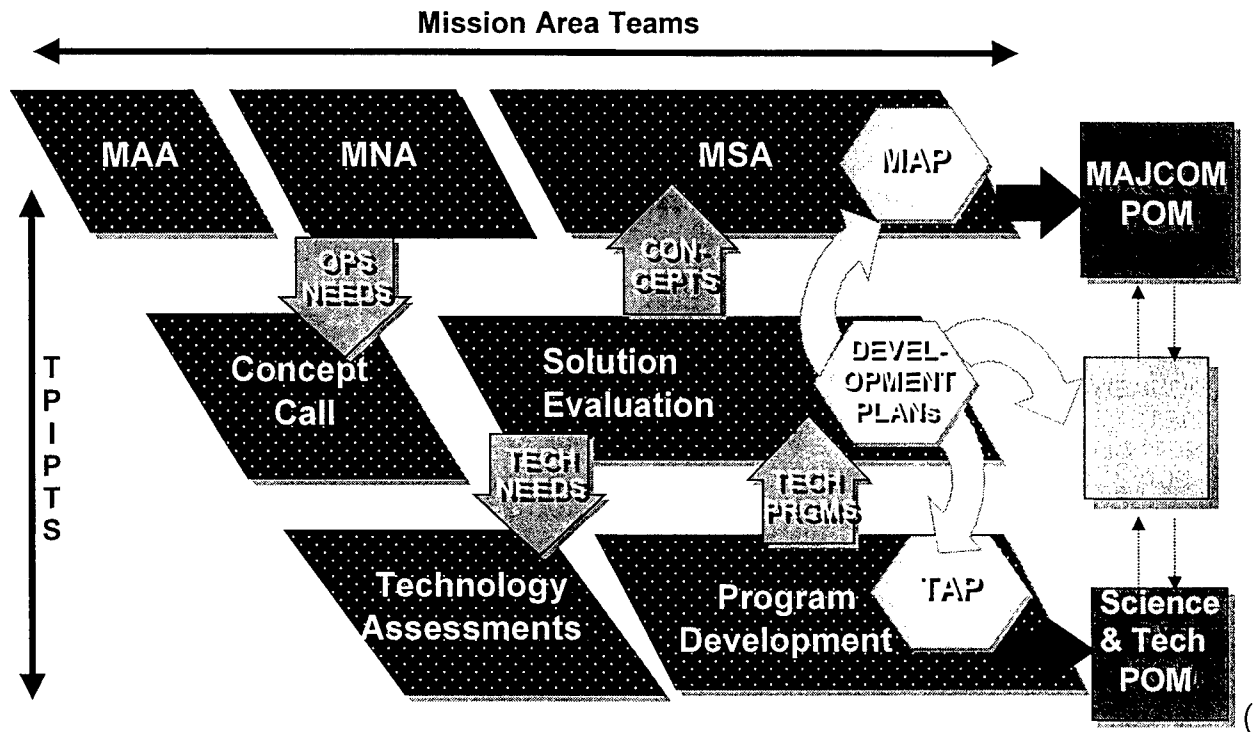 Mission Area Teams
MAA
MNA
MSA
MAP
MAJCOM
POM
OPS
NEEDS
CON-
CEPTS
T
P
I
P
T
S
Concept
Call
Solution
Evaluation
DEVEL-
OPMENT
PLANs
TECH
NEEDS
TECH
PRGMS
Technology
Assessments
Program
Development
TAP
Science
& Tech
POM
(